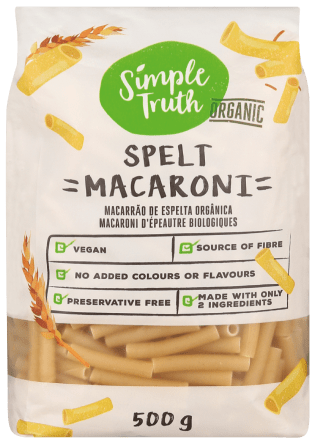 Simple
Truth
ORGANIC
SPELT
=MACARONI=
MACARRÃO DE ESPELTA ORGÂNICA
MACARONI D'ÉPEAUTRE BIOLOGIQUES
VEGAN
SOURCE OF FIBRE
NO ADDED COLOURS OR FLAVOURS
PRESERVATIVE FREE
MADE WITH ONLY
2 INGREDIENTS
500 g